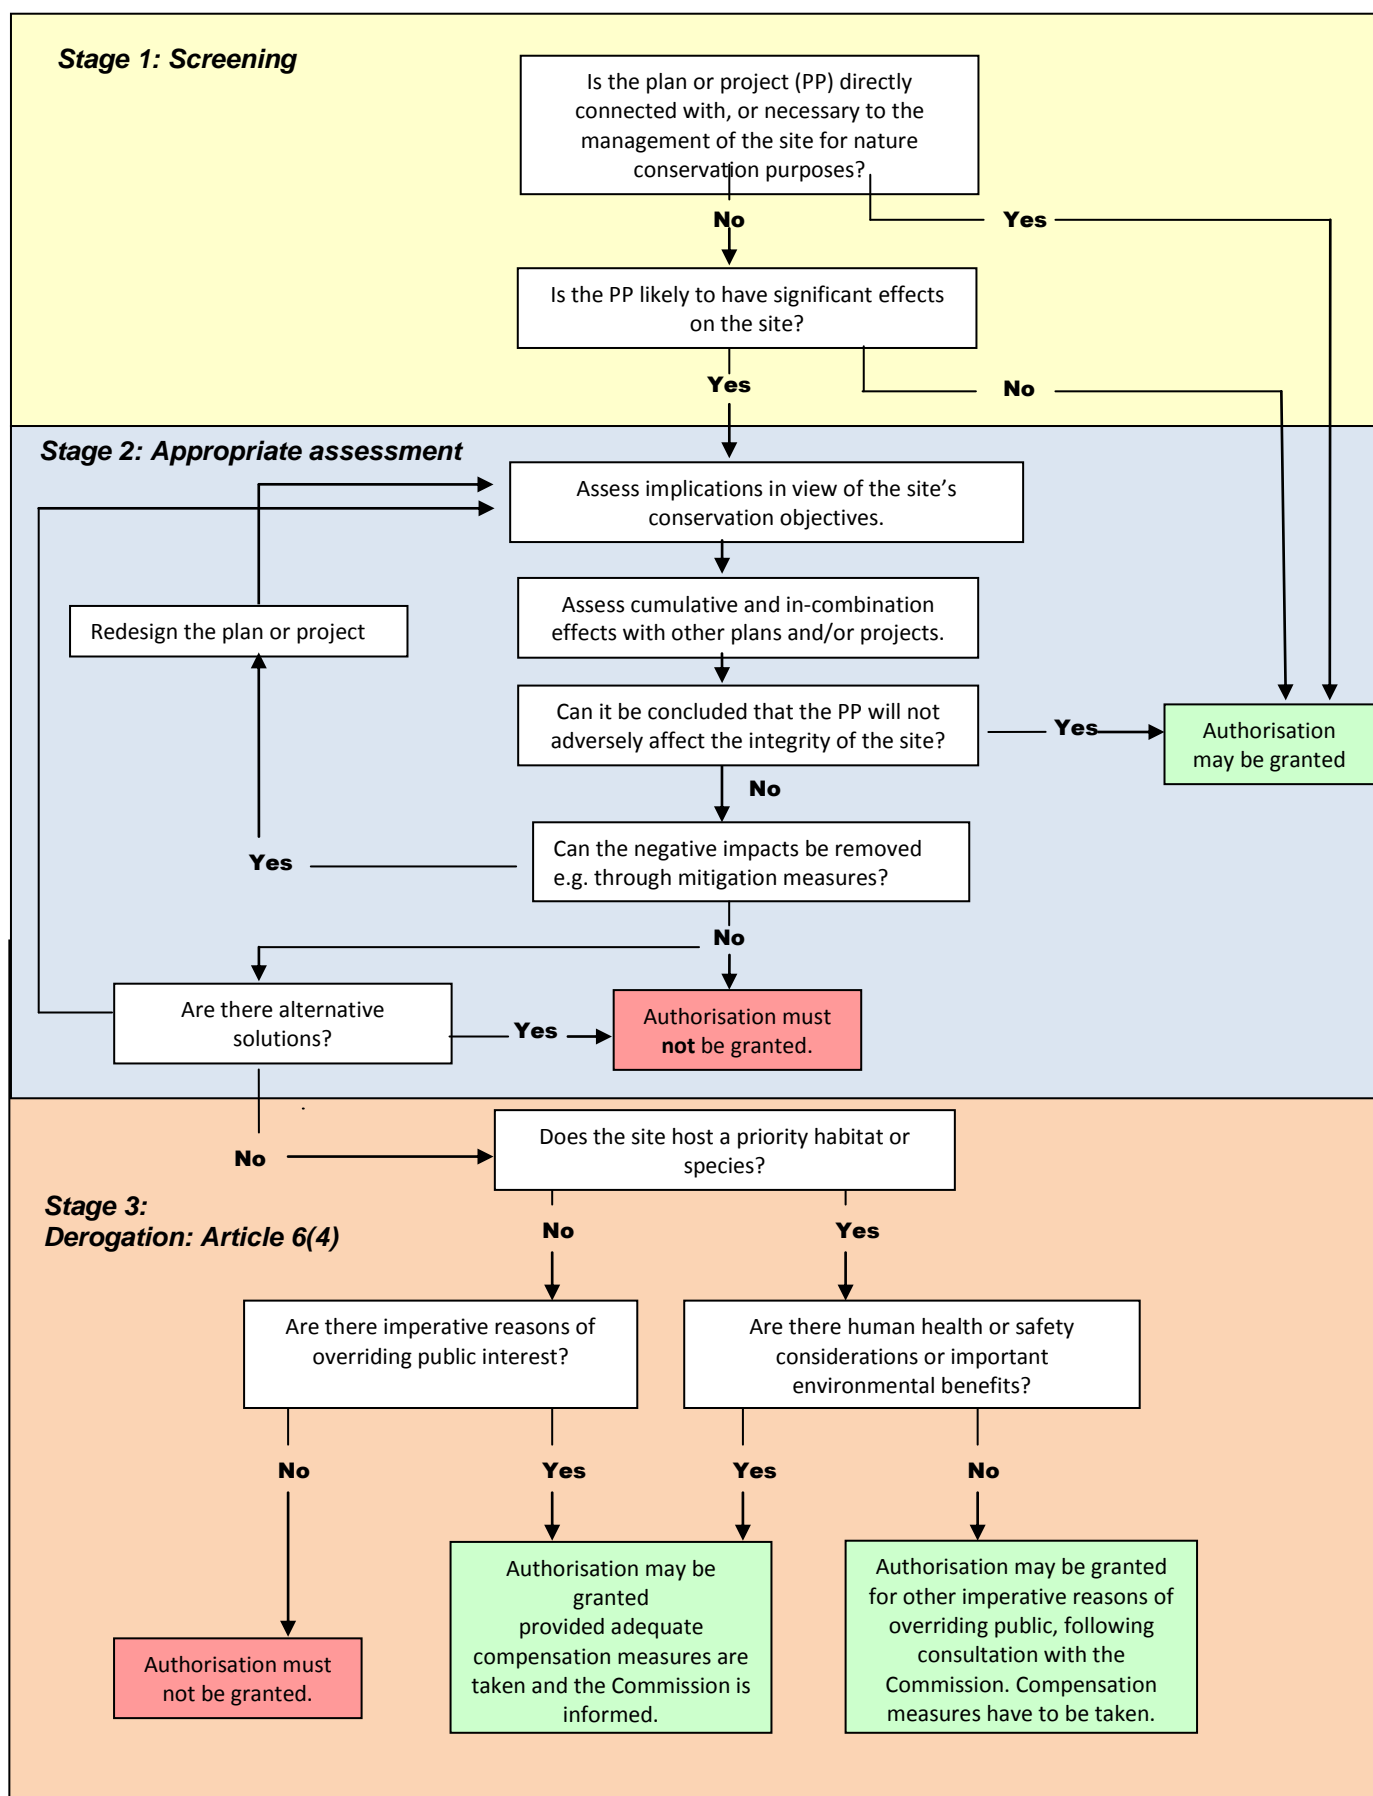 Stage 1: Screening
Is the plan or project (PP) directly
connected with, or necessary to the
management of the site for nature
conservation purposes?
No
Yes
Is the PP likely to have significant effects
on the site?
Yes
No
Stage 2: Appropriate assessment
Assess implications in view of the site’s
conservation objectives.
Assess cumulative and in-combination
effects with other plans and/or projects.
Redesign the plan or project
Can it be concluded that the PP will not
adversely affect the integrity of the site?
Yes
Authorisation
may be granted
No
Can the negative impacts be removed
e.g. through mitigation measures?
Yes
No
Are there alternative
solutions?
Yes
Authorisation must
not be granted.
Does the site host a priority habitat or
species?
No
Stage 3:
Derogation: Article 6(4)
No
Yes
Are there imperative reasons of
overriding public interest?
Are there human health or safety
considerations or important
environmental benefits?
No
Yes
Yes
No
Authorisation must
not be granted.
Authorisation may be
granted
provided adequate
compensation measures are
taken and the Commission is
informed.
Authorisation may be granted
for other imperative reasons of
overriding public, following
consultation with the
Commission. Compensation
measures have to be taken.